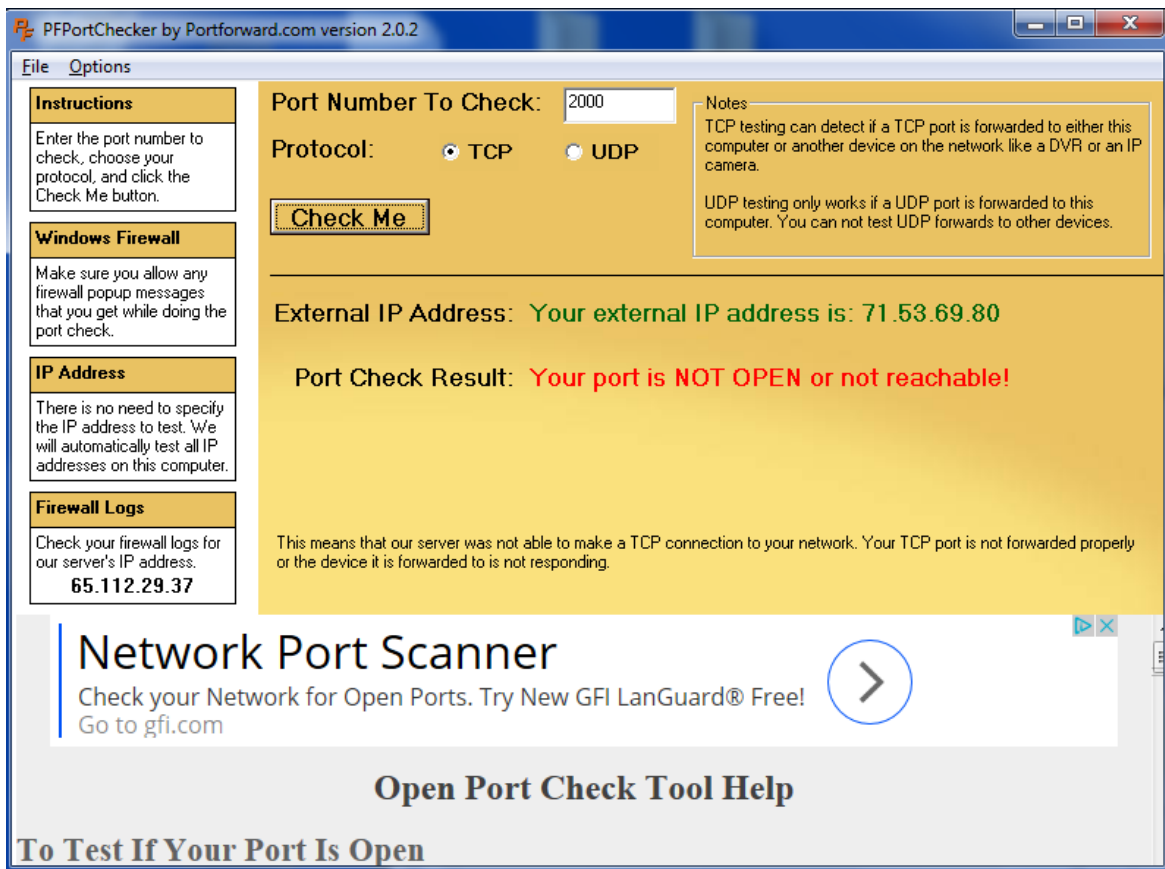 PFPortChecker by Portforward.com version 2.0.2
File Options
Instructions
Enter the port number to
check, choose your
protocol, and click the
Check Me button.
Windows Firewall
Make sure you allow any
firewall popup messages
that you get while doing the
port check.
IP Address
There is no need to specify
the IP address to test. We
will automatically test all IP
addresses on this computer.
Firewall Logs
Check your firewall logs for
our server's IP address.
65.112.29.37
Port Number To Check: 2000
Protocol: TCP UDP
Check Me
Notes
TCP testing can detect if a TCP port is forwarded to either this
computer or another device on the network like a DVR or an IP
camera.
UDP testing only works if a UDP port is forwarded to this
computer. You can not test UDP forwards to other devices.
External IP Address: Your external IP address is: 71.53.69.80
Port Check Result: Your port is NOT OPEN or not reachable!
This means that our server was not able to make a TCP connection to your network. Your TCP port is not forwarded properly
or the device it is forwarded to is not responding.
Network Port Scanner
Check your Network for Open Ports. Try New GFI LanGuard® Free!
Go to gfi.com
Open Port Check Tool Help
To Test If Your Port Is Open